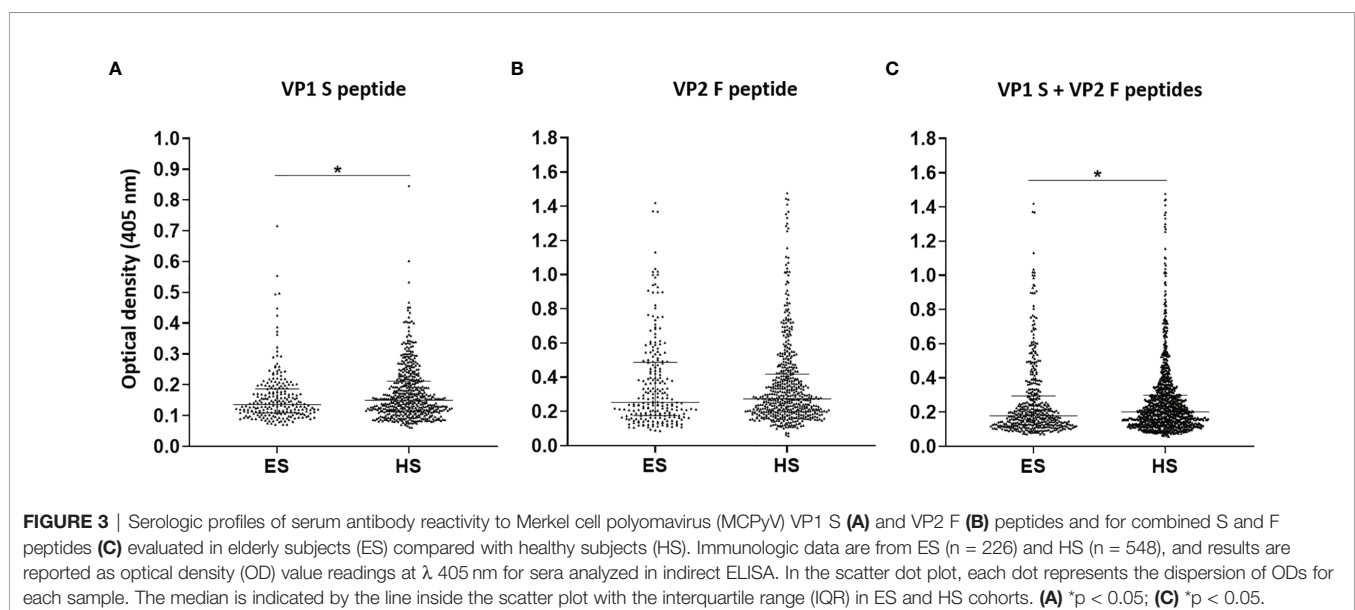 A
VP1 S peptide
Optical density (405 nm)
1.0
0.9
0.8
0.7
0.6
0.5
0.4
0.3
0.2
0.1
0.0
*
ES
HS
B
VP2 F peptide
1.8
1.6
1.4
1.2
1.0
0.8
0.6
0.4
0.2
0.0
ES
HS
C
VP1 S + VP2 F peptides
1.8
1.6
1.4
1.2
1.0
0.8
0.6
0.4
0.2
0.0
*
ES
HS
FIGURE 3 | Serologic profiles of serum antibody reactivity to Merkel cell polyomavirus (MCPyV) VP1 S (A) and VP2 F (B) peptides and for combined S and F
peptides (C) evaluated in elderly subjects (ES) compared with healthy subjects (HS). Immunologic data are from ES (n = 226) and HS (n = 548), and results are
reported as optical density (OD) value readings at λ 405 nm for sera analyzed in indirect ELISA. In the scatter dot plot, each dot represents the dispersion of ODs for
each sample. The median is indicated by the line inside the scatter plot with the interquartile range (IQR) in ES and HS cohorts. (A) *p < 0.05; (C) *p < 0.05.